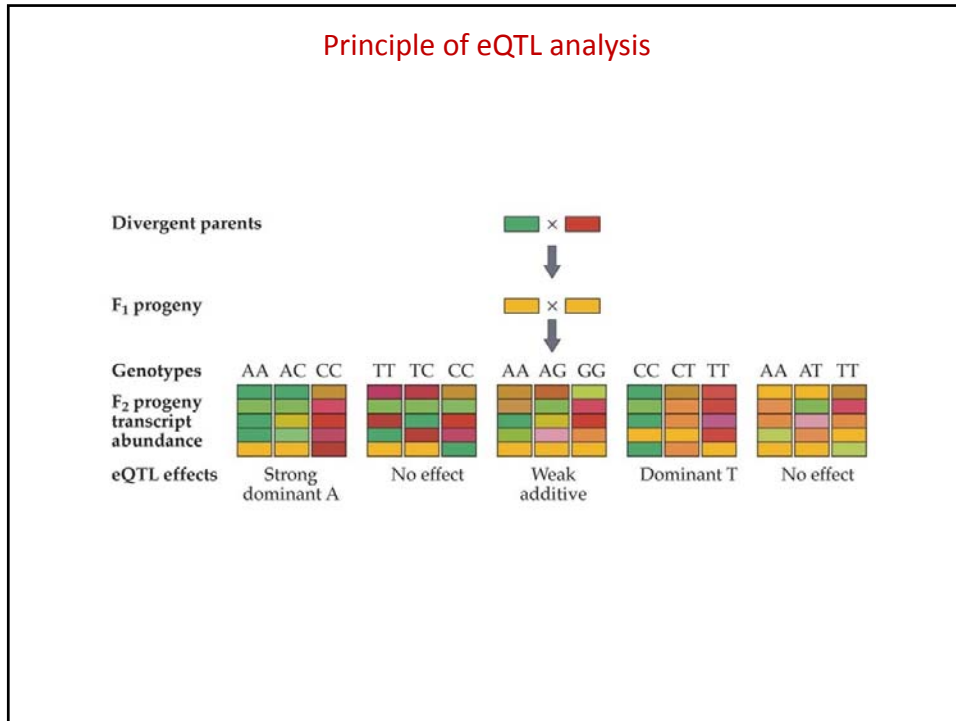 Principle of eQTL analysis
Divergent parents ×
F₁ progeny ×
Genotypes AA AC CC TT TC CC AA AG GG CC CT TT AA AT TT
F₂ progeny
transcript
abundance
eQTL effects Strong No effect Weak Dominant T No effect
dominant A additive